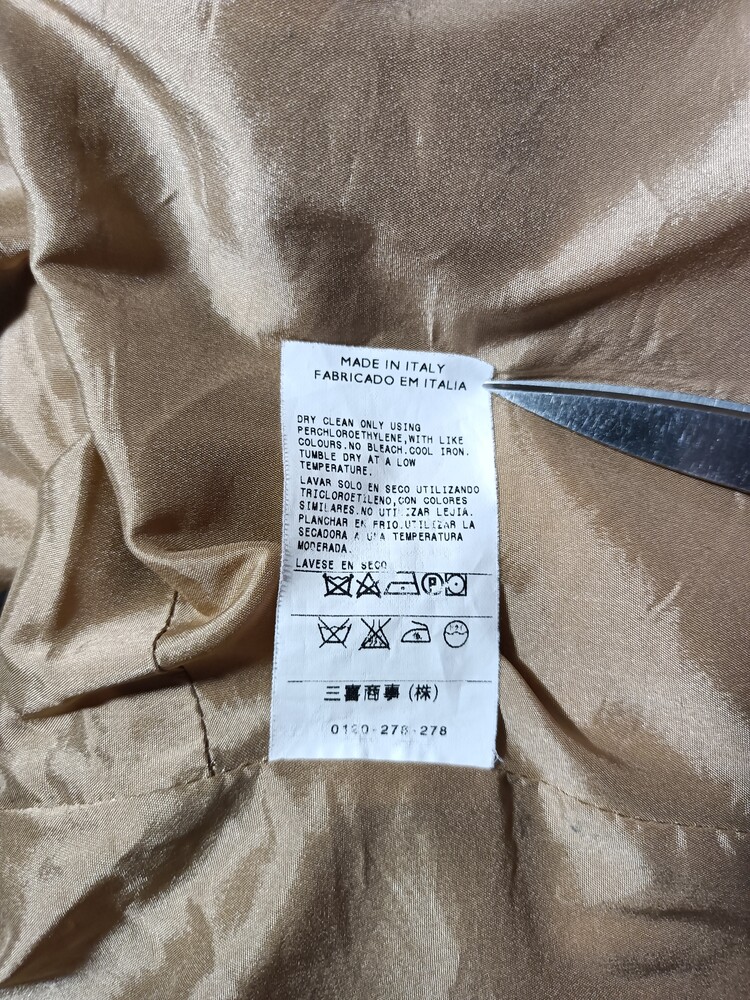 MADE IN ITALY
FABRICADO EM ITALIA
DRY CLEAN ONLY USING
PERCHLOROETHYLENE,WITH LIKE
COLOURS.NO BLEACH.COOL IRON.
TUMBLE DRY AT A LOW
TEMPERATURE.
LAVAR SOLO EN SECO UTILIZANDO
TRICLOROETILENO,CON COLORES
SIMILARES.NO UTILIZAR LEJIA.
PLANCHAR EN FRIO.UTILIZAR LA
SECADORA A UNA TEMPERATURA
MODERADA.
LAVESE EN SECO
P
三喜商事(株)
0120-278-278